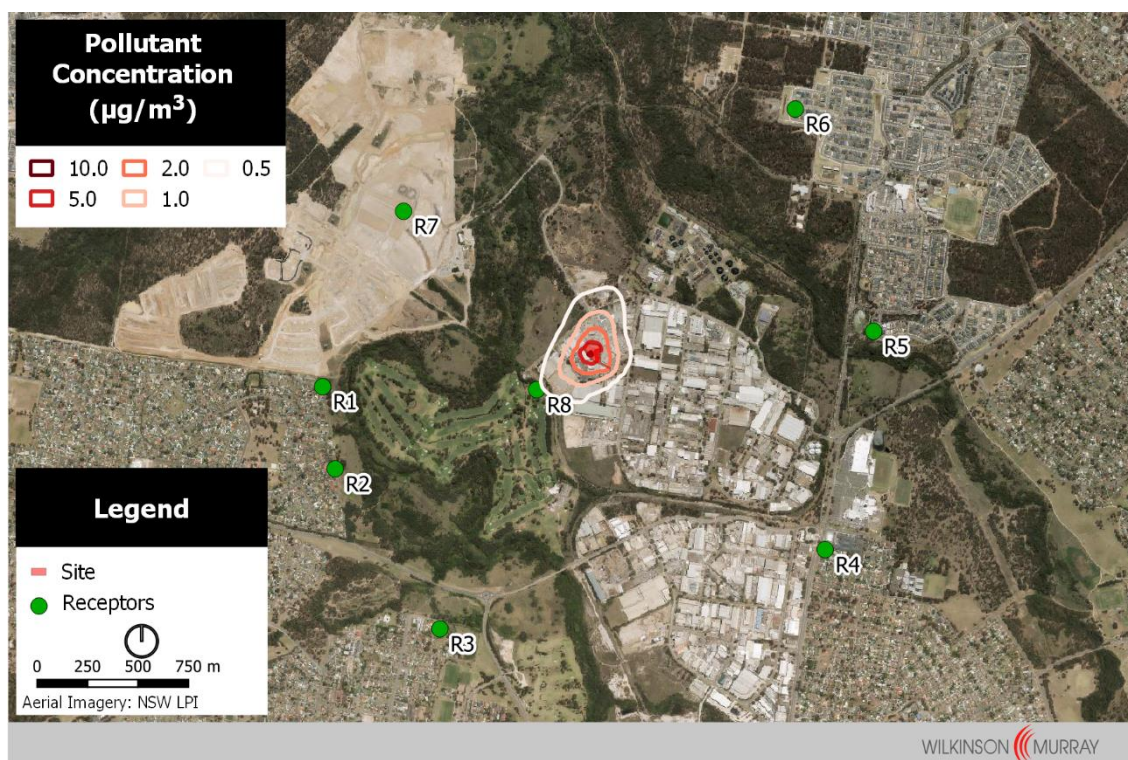 Pollutant
Concentration
(µg/m³)
10.0 2.0 0.5
5.0 1.0
R6
R7
R5
R1
R8
R2
Legend
Site
Receptors
R4
R3
0 250 500 750 m
Aerial Imagery: NSW LPI
WILKINSON MURRAY